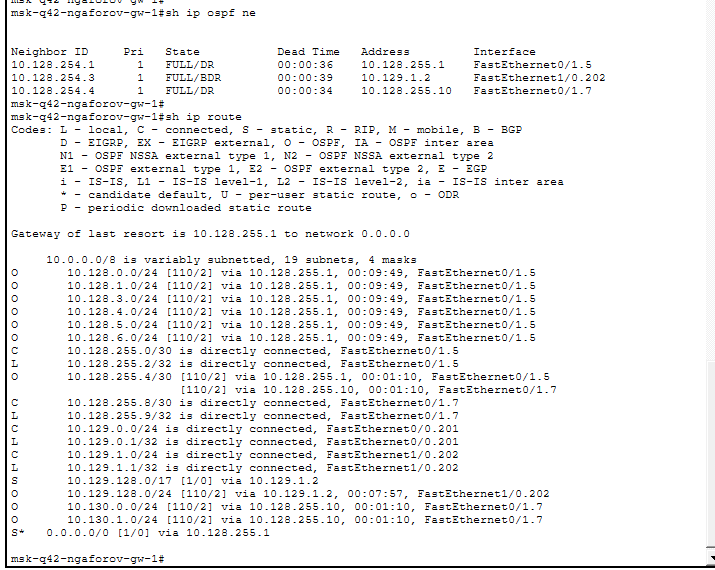 msk-q42-ngaforov-gw-1#
msk-q42-ngaforov-gw-1#sh ip ospf ne
Neighbor ID     Pri   State           Dead Time   Address         Interface
10.128.254.1      1   FULL/DR         00:00:36    10.128.255.1    FastEthernet0/1.5
10.128.254.3      1   FULL/BDR        00:00:39    10.129.1.2      FastEthernet1/0.202
10.128.254.4      1   FULL/DR         00:00:34    10.128.255.10   FastEthernet0/1.7
msk-q42-ngaforov-gw-1#
msk-q42-ngaforov-gw-1#sh ip route
Codes: L - local, C - connected, S - static, R - RIP, M - mobile, B - BGP
       D - EIGRP, EX - EIGRP external, O - OSPF, IA - OSPF inter area
       N1 - OSPF NSSA external type 1, N2 - OSPF NSSA external type 2
       E1 - OSPF external type 1, E2 - OSPF external type 2, E - EGP
       i - IS-IS, L1 - IS-IS level-1, L2 - IS-IS level-2, ia - IS-IS inter area
       * - candidate default, U - per-user static route, o - ODR
       P - periodic downloaded static route
Gateway of last resort is 10.128.255.1 to network 0.0.0.0
     10.0.0.0/8 is variably subnetted, 19 subnets, 4 masks
O       10.128.0.0/24 [110/2] via 10.128.255.1, 00:09:49, FastEthernet0/1.5
O       10.128.1.0/24 [110/2] via 10.128.255.1, 00:09:49, FastEthernet0/1.5
O       10.128.3.0/24 [110/2] via 10.128.255.1, 00:09:49, FastEthernet0/1.5
O       10.128.4.0/24 [110/2] via 10.128.255.1, 00:09:49, FastEthernet0/1.5
O       10.128.5.0/24 [110/2] via 10.128.255.1, 00:09:49, FastEthernet0/1.5
O       10.128.6.0/24 [110/2] via 10.128.255.1, 00:09:49, FastEthernet0/1.5
C       10.128.255.0/30 is directly connected, FastEthernet0/1.5
L       10.128.255.2/32 is directly connected, FastEthernet0/1.5
O       10.128.255.4/30 [110/2] via 10.128.255.1, 00:01:10, FastEthernet0/1.5
                        [110/2] via 10.128.255.10, 00:01:10, FastEthernet0/1.7
C       10.128.255.8/30 is directly connected, FastEthernet0/1.7
L       10.128.255.9/32 is directly connected, FastEthernet0/1.7
C       10.129.0.0/24 is directly connected, FastEthernet0/0.201
L       10.129.0.1/32 is directly connected, FastEthernet0/0.201
C       10.129.1.0/24 is directly connected, FastEthernet1/0.202
L       10.129.1.1/32 is directly connected, FastEthernet1/0.202
S       10.129.128.0/17 [1/0] via 10.129.1.2
O       10.129.128.0/24 [110/2] via 10.129.1.2, 00:07:57, FastEthernet1/0.202
O       10.130.0.0/24 [110/2] via 10.128.255.10, 00:01:10, FastEthernet0/1.7
O       10.130.1.0/24 [110/2] via 10.128.255.10, 00:01:10, FastEthernet0/1.7
S*   0.0.0.0/0 [1/0] via 10.128.255.1
msk-q42-ngaforov-gw-1#